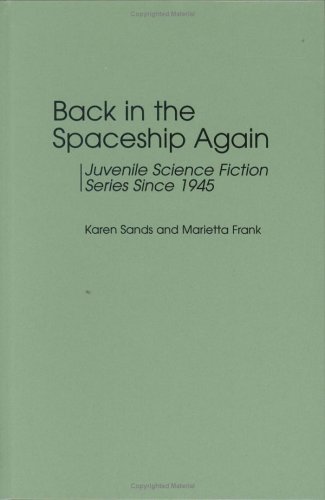 Back in the
Spaceship Again
Juvenile Science Fiction
Series Since 1945
Karen Sands and Marietta Frank